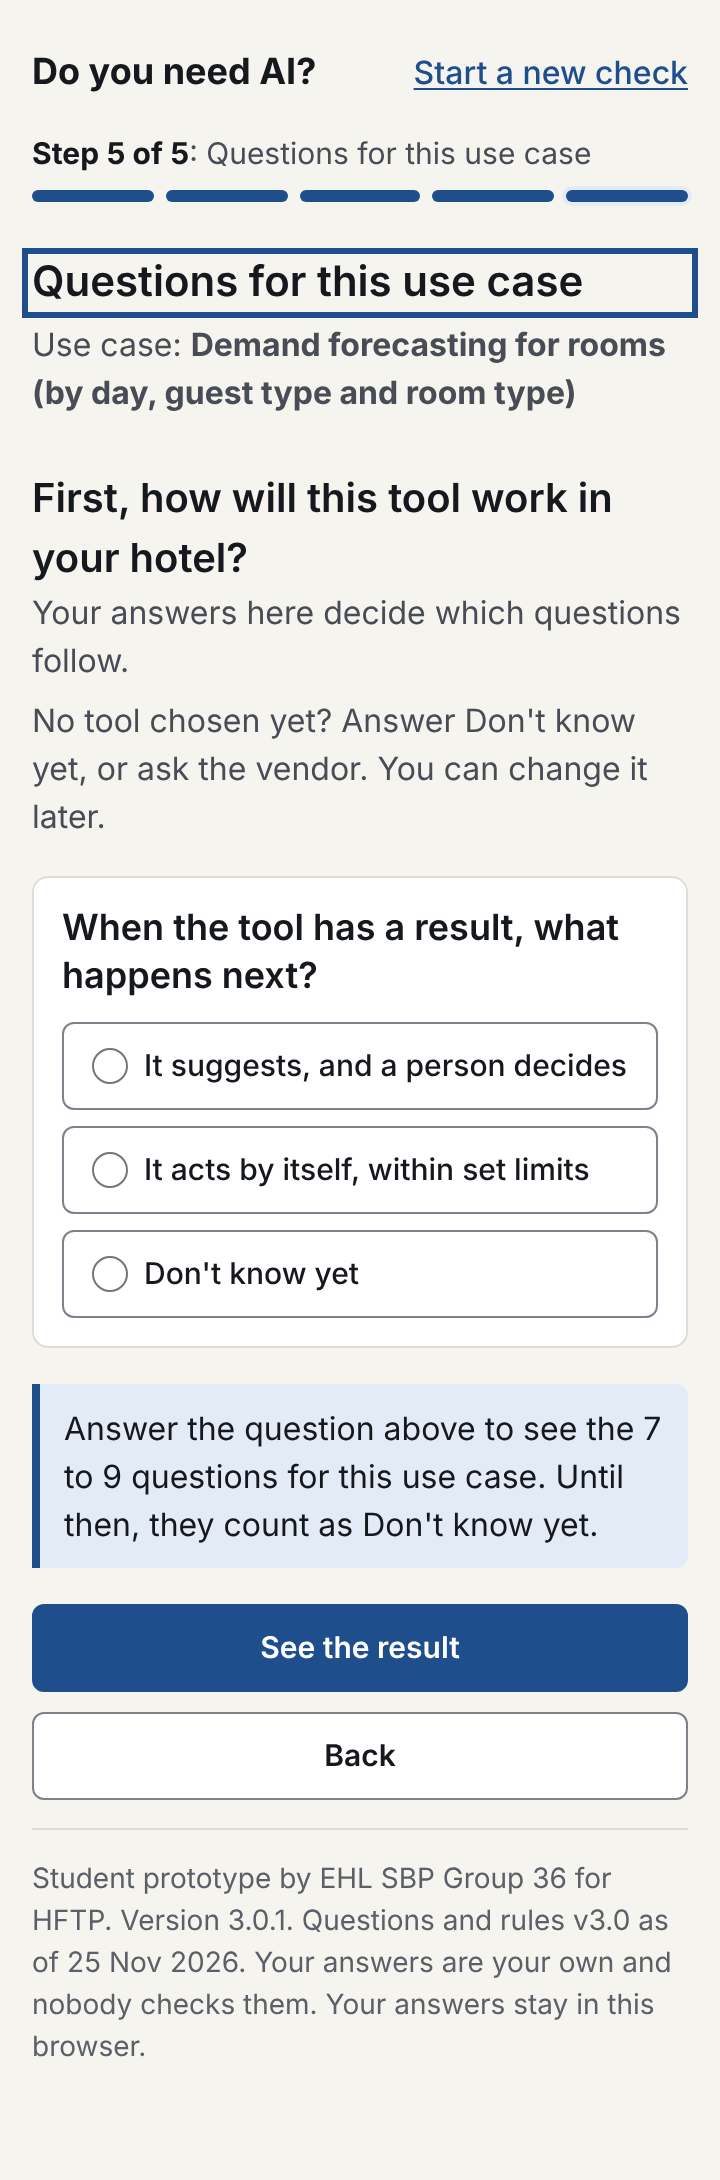 Do you need AI?
Start a new check
Step 5 of 5: Questions for this use case
Questions for this use case
Use case: Demand forecasting for rooms
(by day, guest type and room type)
First, how will this tool work in
your hotel?
Your answers here decide which questions
follow.
No tool chosen yet? Answer Don't know
yet, or ask the vendor. You can change it
later.
When the tool has a result, what
happens next?
It suggests, and a person decides
It acts by itself, within set limits
Don't know yet
Answer the question above to see the 7
to 9 questions for this use case. Until
then, they count as Don't know yet.
See the result
Back
Student prototype by EHL SBP Group 36 for
HFTP. Version 3.0.1. Questions and rules v3.0 as
of 25 Nov 2026. Your answers are your own and
nobody checks them. Your answers stay in this
browser.